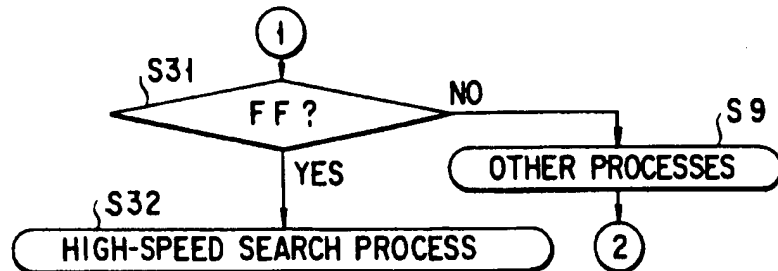 1
S31
FF?
NO
S9
OTHER PROCESSES
YES
S32
HIGH-SPEED SEARCH PROCESS
2